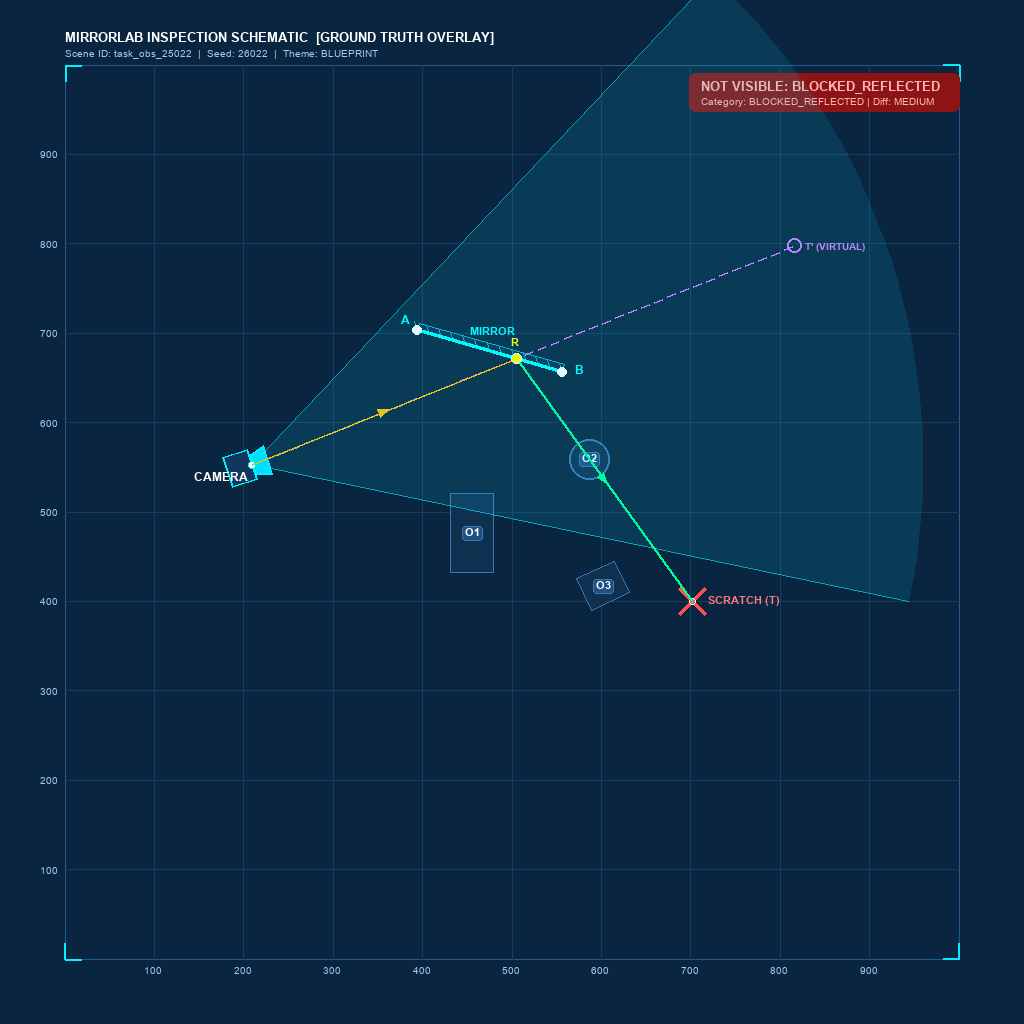 MIRRORLAB INSPECTION SCHEMATIC  [GROUND TRUTH OVERLAY]
Scene ID: task_obs_25022  |  Seed: 26022  |  Theme: BLUEPRINT
NOT VISIBLE: BLOCKED_REFLECTED
Category: BLOCKED_REFLECTED | Diff: MEDIUM
900
800
700
600
500
400
300
200
100
T' (VIRTUAL)
A
MIRROR
R
B
O2
CAMERA
O1
O3
SCRATCH (T)
100
200
300
400
500
600
700
800
900